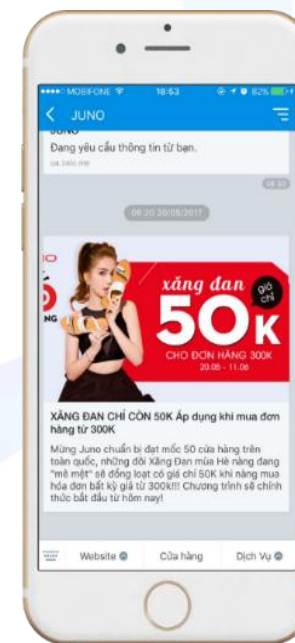 MOBIFONE 18:53 82%
JUNO
JUNO
Đang yêu cầu thông tin từ bạn.
oa.zalo.me
09:20 20/05/2017
NG
xăng đan giá chỉ
50K
CHO ĐƠN HÀNG 300K
20.05 - 11.06
XĂNG ĐAN CHỈ CÒN 50K Áp dụng khi mua đơn
hàng từ 300K
Mừng Juno chuẩn bị đạt mốc 50 cửa hàng trên
toàn quốc, những đôi Xăng Đan mùa Hè nàng đang
"mê mệt" sẽ đồng loạt có giá chỉ 50K khi nàng mua
hóa đơn bất kỳ giá từ 300k!!! Chương trình sẽ chính
thức bắt đầu từ hôm nay!
Website Cửa hàng Dịch Vụ